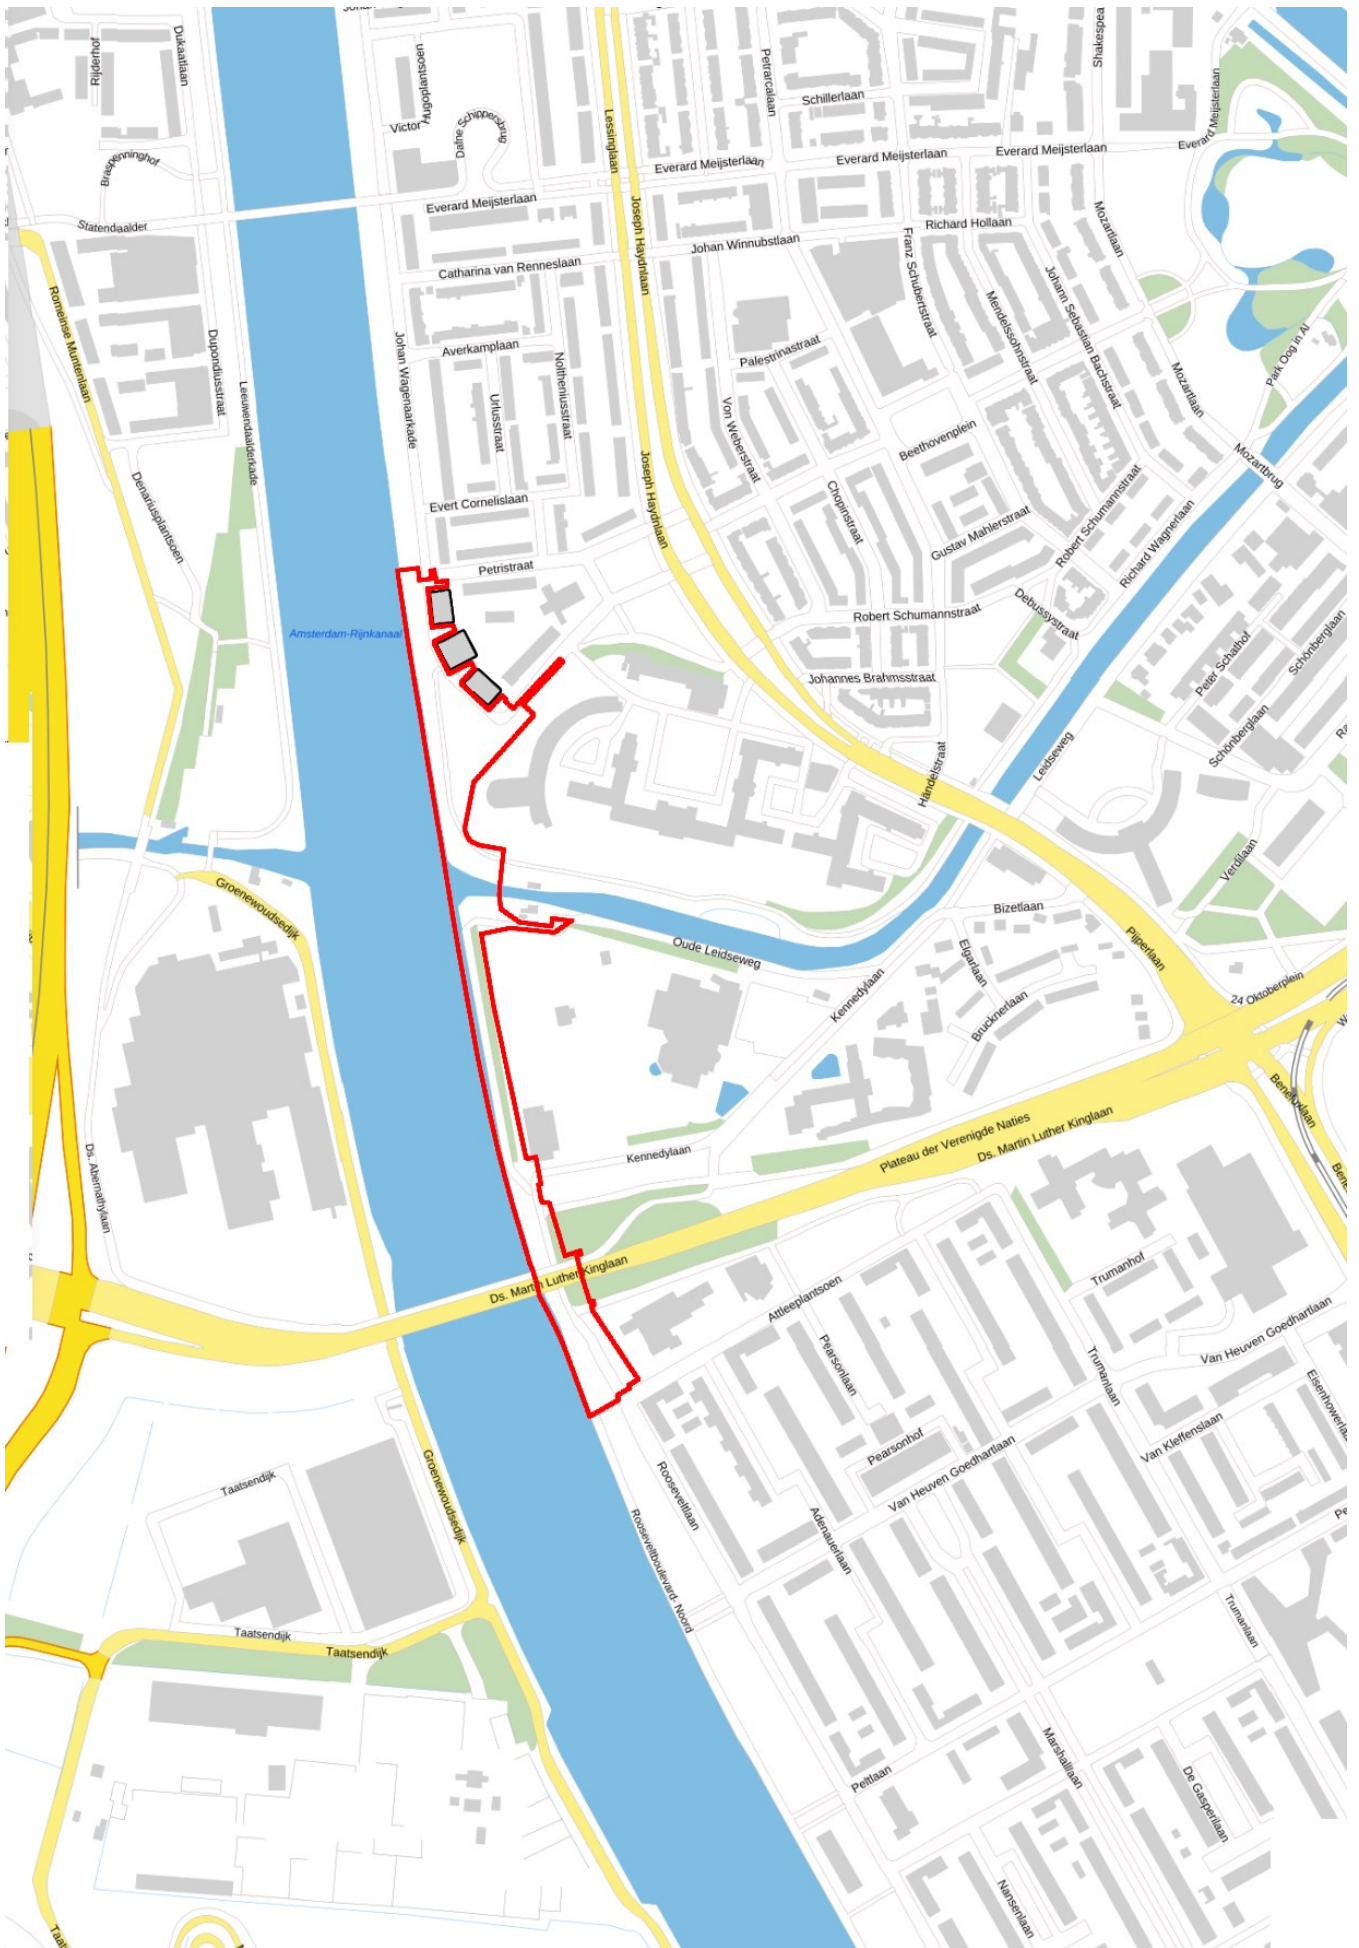 Rijderhof
Dukaatlaan
Hugoplantsoen
Victor
Dafne Schippersbrug
Petrarcalaan
Schillerlaan
Shakespea
Everard Meijsterlaan
Lessinglaan
Braspenninghof
Everard Meijsterlaan
Everard Meijsterlaan
Everard Meijsterlaan
Everard Meijsterlaan
Statendaalder
Joseph Haydnlaan
Johan Winnubstlaan
Richard Hollaan
Mozartlaan
Franz Schubertstraat
Catharina van Renneslaan
Romeinse Muntenlaan
Dupondiusstraat
Leeuwendaalderkade
Johan Wagenaarkade
Averkamplaan
Noltheniusstraat
Urlusstraat
Palestrinastraat
Mendelssohnstraat
Johann Sebastian Bachstraat
Mozartlaan
Park Oog in Al
Von Weberstraat
Beethovenplein
Mozartbrug
Joseph Haydnlaan
Denariusplantsoen
Evert Cornelislaan
Chopinstraat
Gustav Mahlerstraat
Robert Schumannstraat
Richard Wagnerlaan
Petristraat
Amsterdam-Rijnkanaal
Robert Schumannstraat
Debussystraat
Johannes Brahmsstraat
Peter Schathof
Schönberglaan
Schönberglaan
Händelstraat
Leidseweg
Verdilaan
Groenewoudsedijk
Bizetlaan
Pijperlaan
Oude Leidseweg
Elgarlaan
Kennedylaan
Brucknerlaan
24 Oktoberplein
Beneluxlaan
Ds. Abernathylaan
Kennedylaan
Plateau der Verenigde Naties
Ds. Martin Luther Kinglaan
Ds. Martin Luther Kinglaan
Trumanhof
Attleeplantsoen
Pearsonlaan
Trumanlaan
Van Heuven Goedhartlaan
Van Kleffenslaan
Pearsonhof
Van Heuven Goedhartlaan
Groenewoudsedijk
Taatsendijk
Rooseveltlaan
Rooseveltboulevard- Noord
Adenauerlaan
Trumanlaan
Taatsendijk
Taatsendijk
Marshalllaan
Peltlaan
De Gasperilaan
Nansenlaan